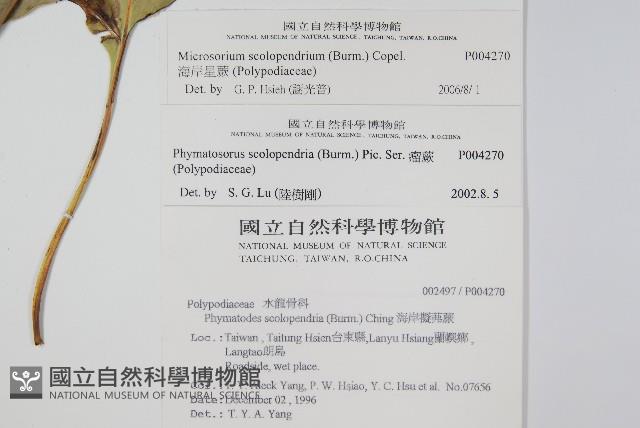 國立自然科學博物館
NATIONAL MUSEUM OF NATURAL SCIENCE, TAICHUNG, TAIWAN, R.O.CHINA
Microsorium scolopendrium (Burm.) Copel. P004270
海岸星蕨 (Polypodiaceae)
Det. by G. P. Hsieh (謝光普) 2006/8/1
國立自然科學博物館
NATIONAL MUSEUM OF NATURAL SCIENCE, TAICHUNG, TAIWAN, R.O.CHINA
Phymatosorus scolopendria (Burm.) Pic. Ser. 瘤蕨 P004270
(Polypodiaceae)
Det. by S. G. Lu (陸樹剛) 2002.8.5
國立自然科學博物館
NATIONAL MUSEUM OF NATURAL SCIENCE
TAICHUNG, TAIWAN, R.O.CHINA
002497/P004270
Polypodiaceae 水龍骨科
Phymatodes scolopendria (Burm.) Ching 海岸擬茀蕨
Loc.: Taiwan, Taitung Hsien台東縣, Lanyu Hsiang蘭嶼鄉,
Langtao朗島
Roadside, wet place.
Yang, P. W. Hsiao, Y. C. Hsu et al. No.07656
Date: December 02, 1996
Det.: T. Y. A. Yang
國立自然科學博物館
NATIONAL MUSEUM OF NATURAL SCIENCE